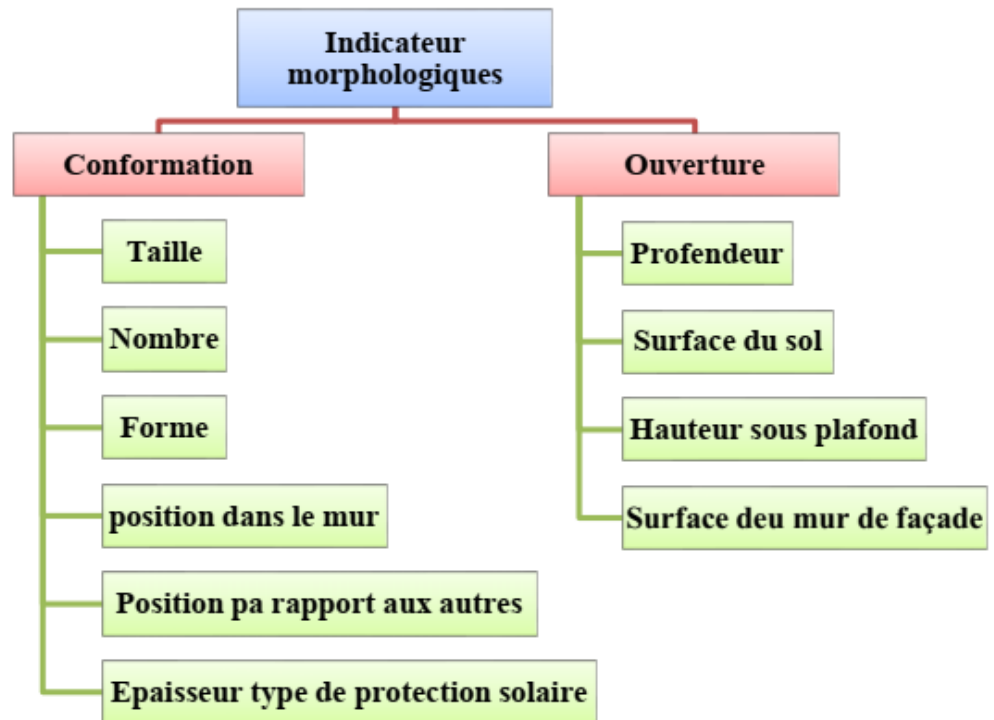 Indicateur
morphologiques
Conformation
Taille
Nombre
Forme
position dans le mur
Position pa rapport aux autres
Epaisseur type de protection solaire
Ouverture
Profendeur
Surface du sol
Hauteur sous plafond
Surface deu mur de façade